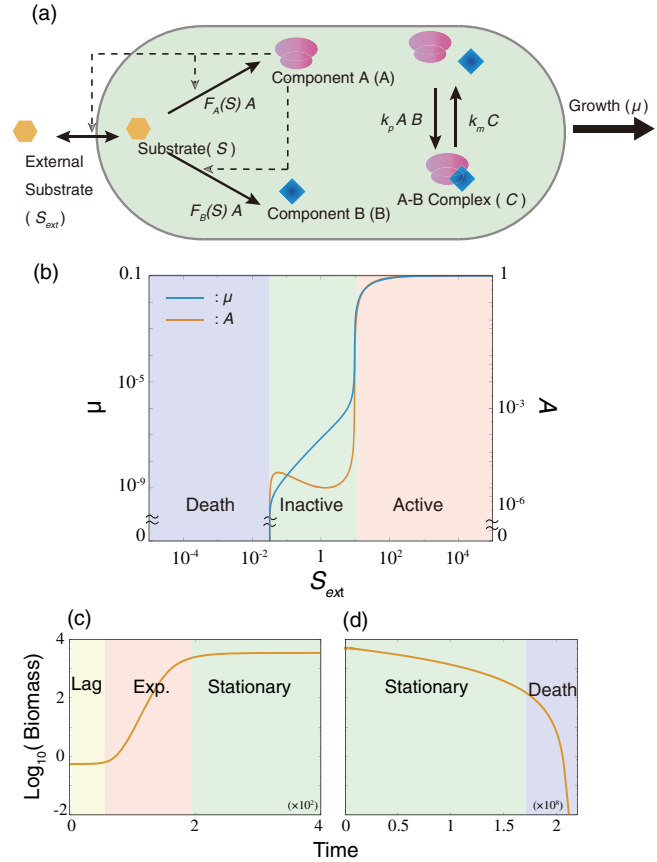 (a)
Component A (A)
F_A(S) A
External
Substrate
(S_ext)
Substrate(S)
F_B(S) A
Component B (B)
k_p A B
k_m C
A-B Complex (C)
Growth (μ)
(b)
: μ
: A
0.1
10^-5
10^-9
0
μ
1
10^-3
10^-6
0
A
Death
Inactive
Active
10^-4
10^-2
1
10^2
10^4
S_ext
(c)
Lag
Exp.
Stationary
(×10^2)
4
2
0
-2
Log_10(Biomass)
0
2
4
(d)
Stationary
Death
(×10^8)
0
0.5
1
1.5
2
Time